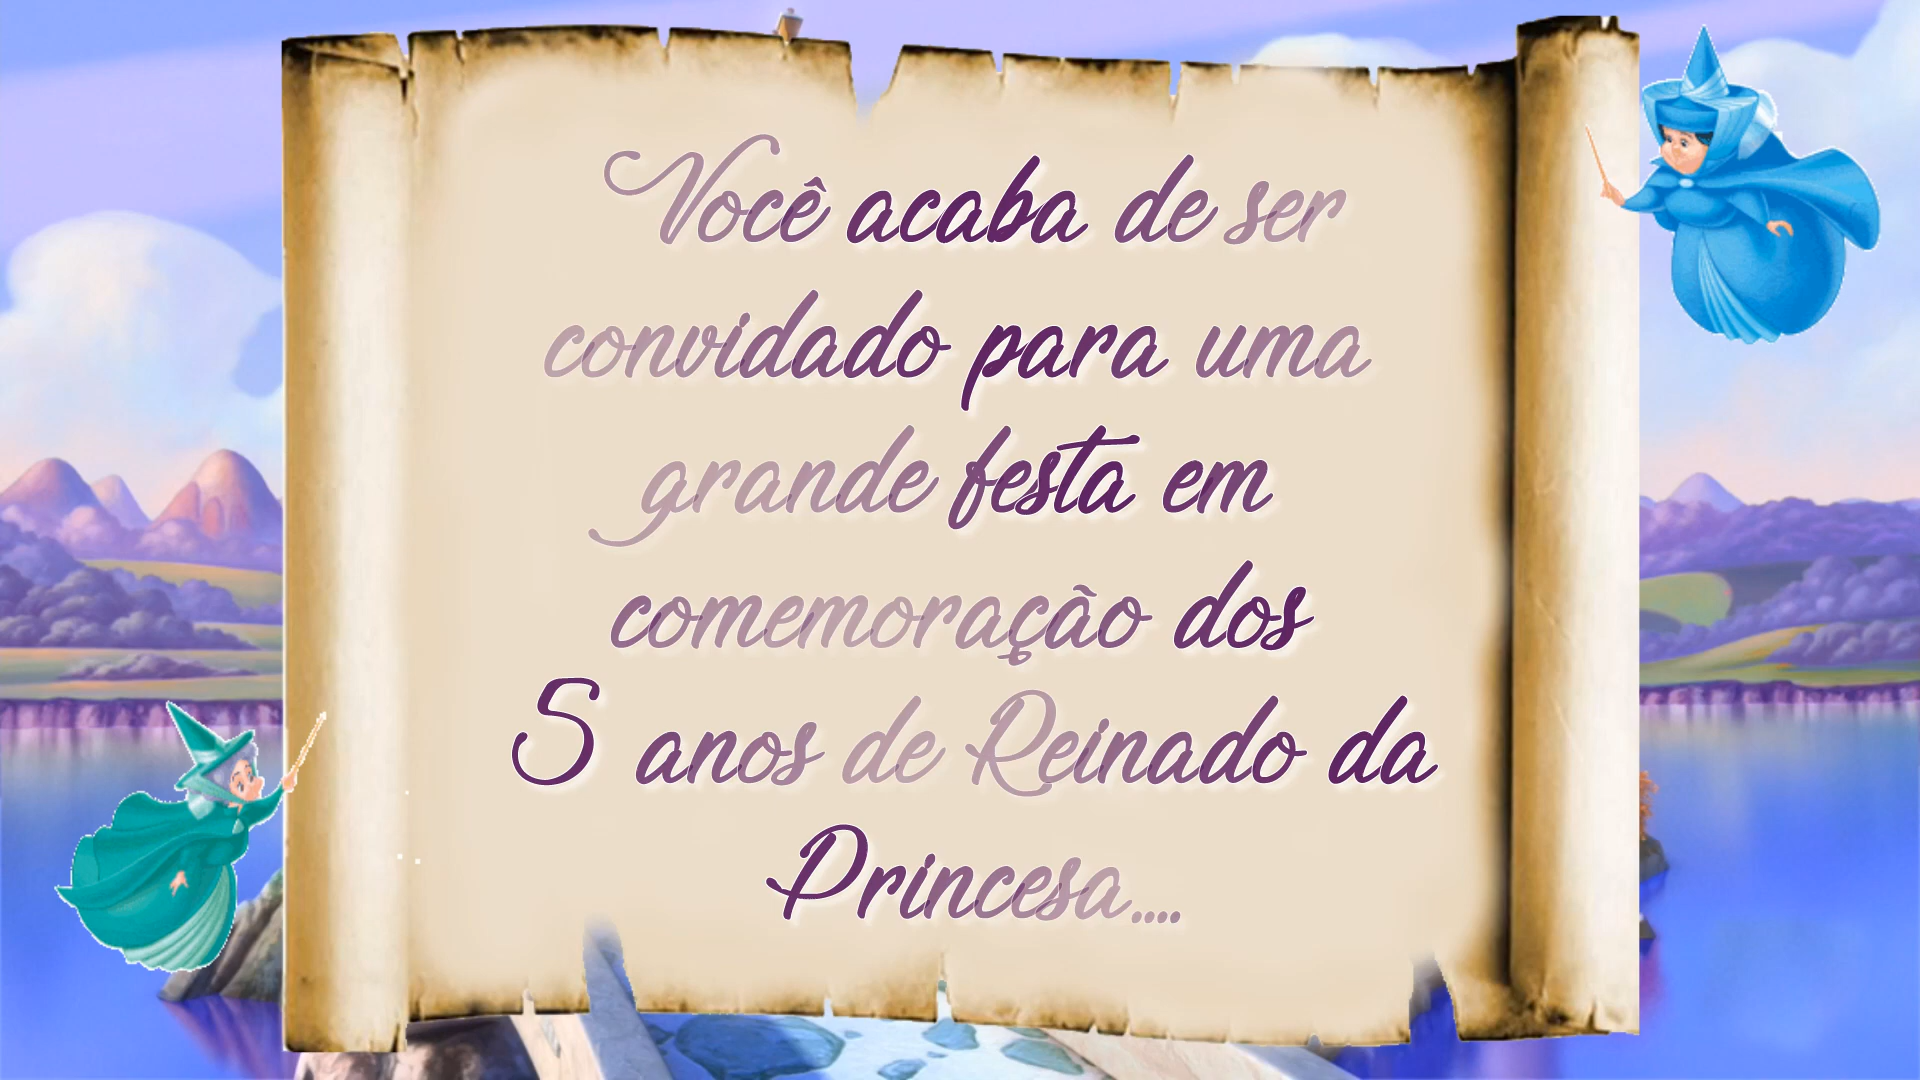 Você acaba de ser
convidado para uma
grande festa em
comemoração dos
5 anos de Reinado da
Princesa....